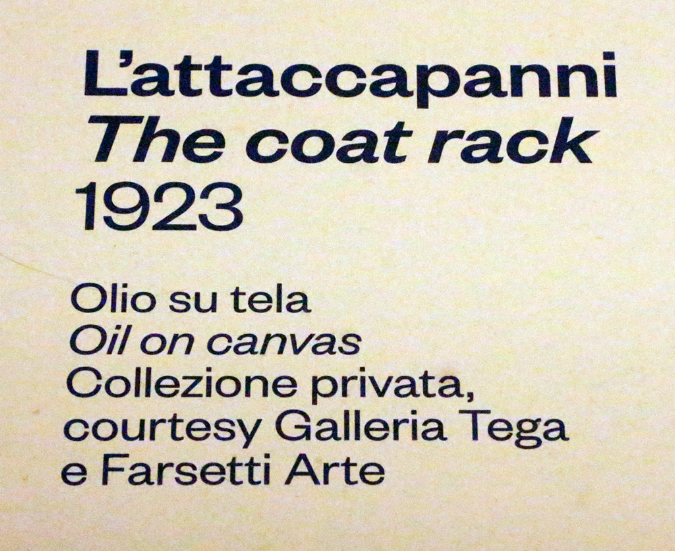 L’attaccapanni
The coat rack
1923
Olio su tela
Oil on canvas
Collezione privata,
courtesy Galleria Tega
e Farsetti Arte